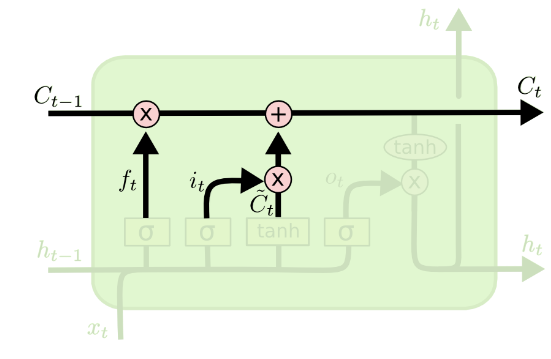 h_t
C_{t-1}
x
+
C_t
tanh
f_t
i_t
x
o_t
x
C̃_t
σ
σ
tanh
σ
h_{t-1}
h_t
x_t